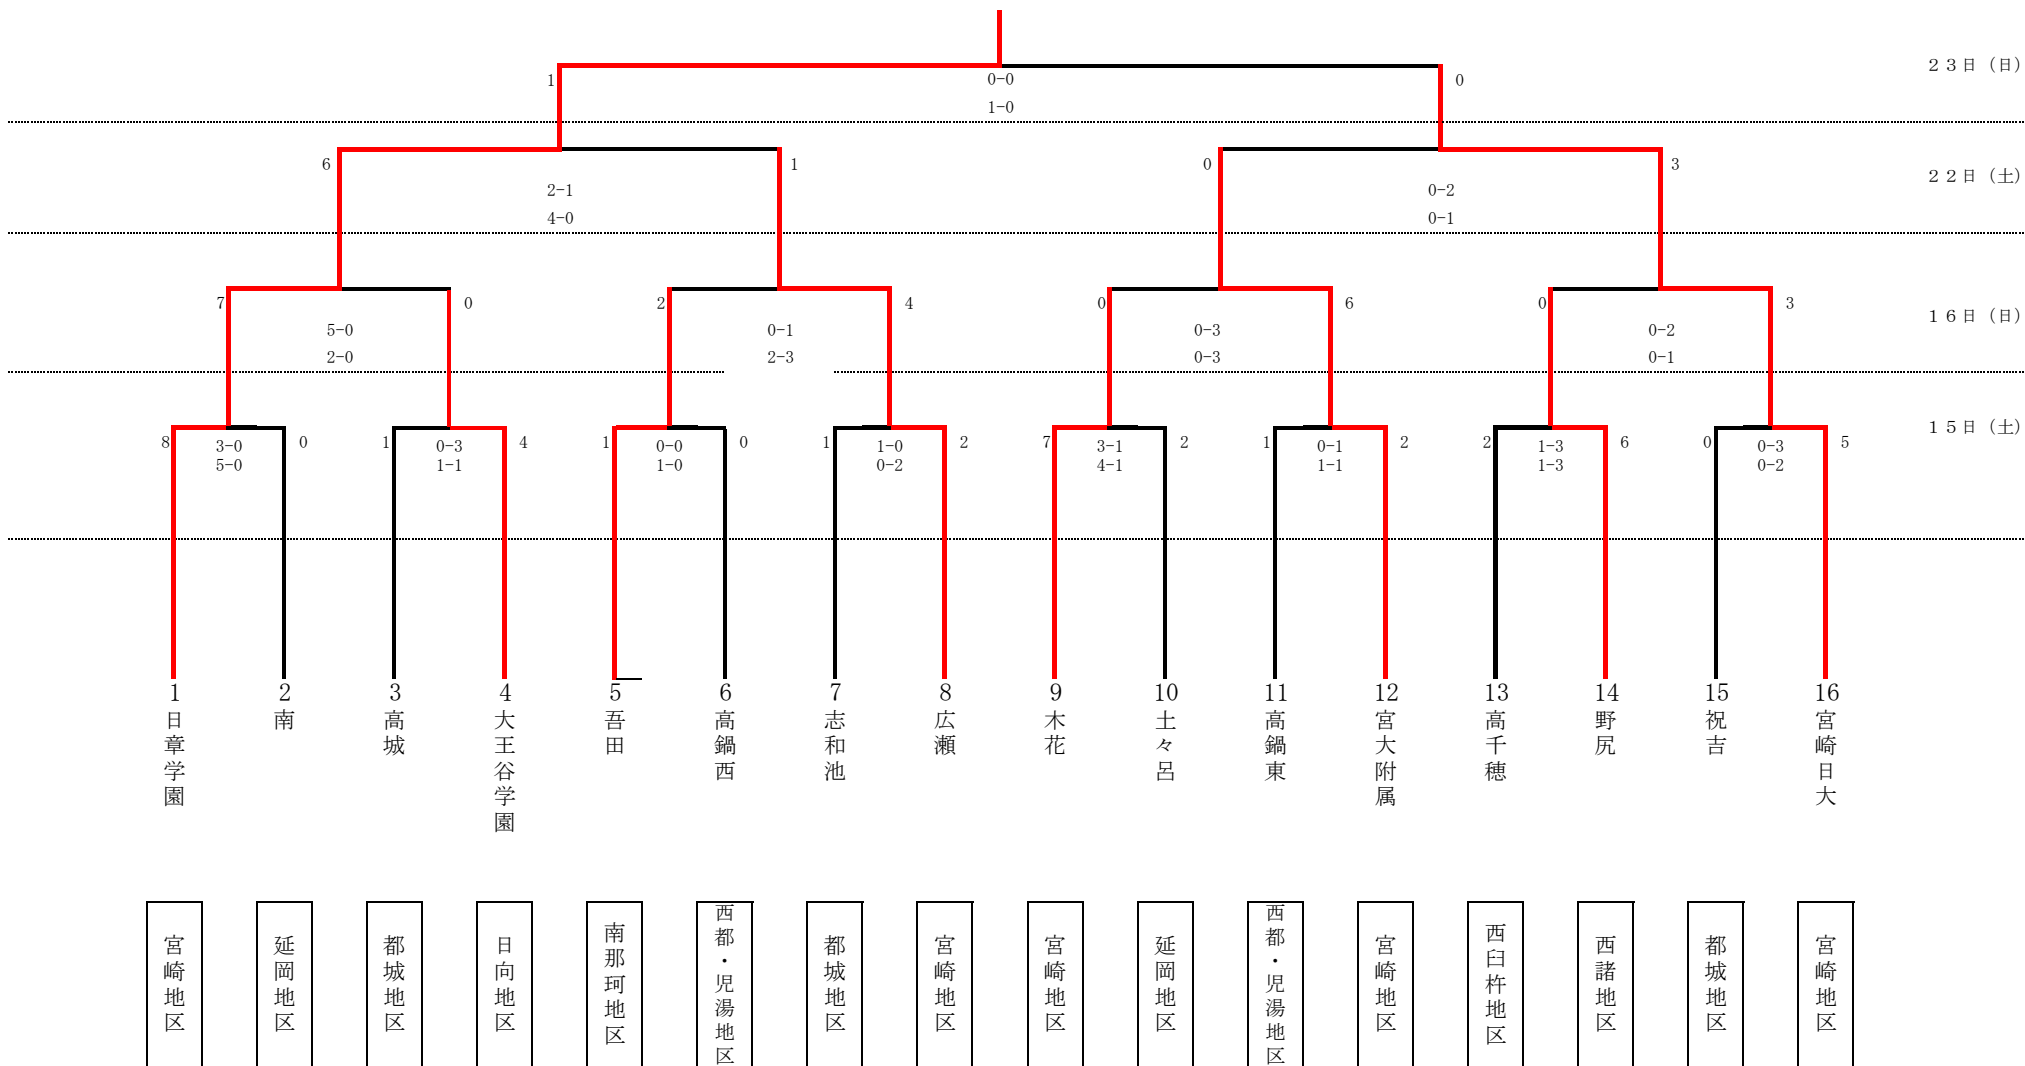 ２３日（日）
1 0-0 0
1-0
２２日（土）
6 1 0 3
2-1 0-2
4-0 0-1
１６日（日）
7 0 2 4 0 6 0 3
5-0 0-1 0-3 0-2
2-0 2-3 0-3 0-1
１５日（土）
8 3-0 0 1 0-3 4 1 0-0 0 1 1-0 2 7 3-1 2 1 0-1 2 2 1-3 6 0 0-3 5
5-0 1-1 1-0 0-2 4-1 1-1 1-3 0-2
1 2 3 4 5 6 7 8 9 10 11 12 13 14 15 16
日章学園
南
高城
大王谷学園
吾田
高鍋西
志和池
広瀬
木花
土々呂
高鍋東
宮大附属
高千穂
野尻
祝吉
宮崎日大
宮崎地区
延岡地区
都城地区
日向地区
南那珂地区
西都・児湯地区
都城地区
宮崎地区
宮崎地区
延岡地区
西都・児湯地区
宮崎地区
西臼杵地区
西諸地区
都城地区
宮崎地区